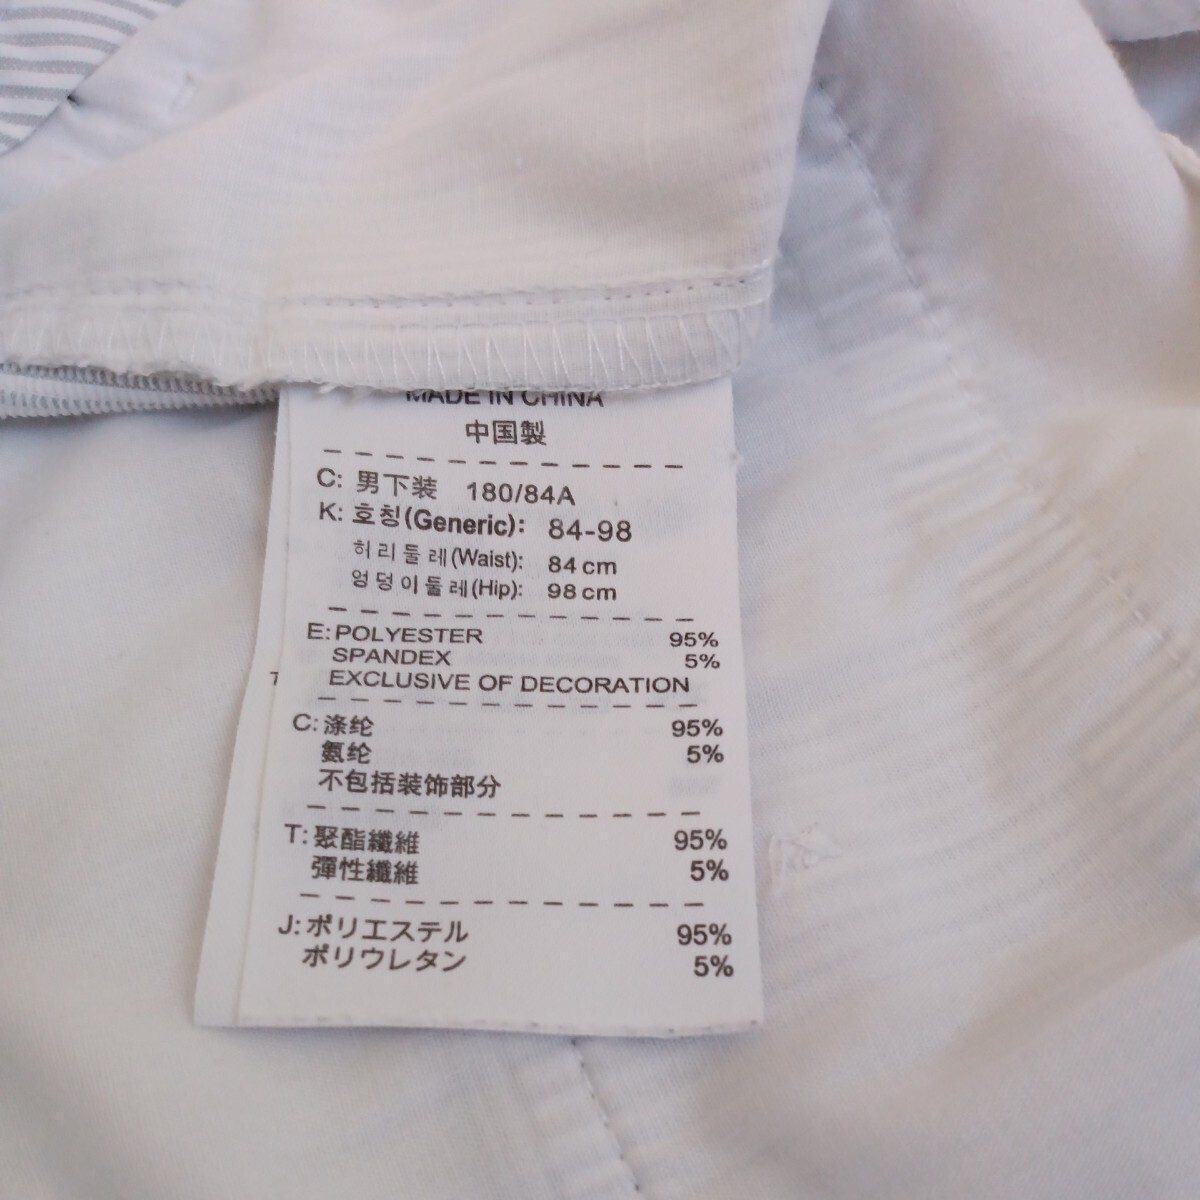 MADE IN CHINA
中国製
C: 男下装 180/84A
K: 호칭(Generic): 84-98
허리둘레(Waist): 84 cm
엉덩이둘레(Hip): 98 cm
E: POLYESTER 95%
SPANDEX 5%
EXCLUSIVE OF DECORATION
C: 涤纶 95%
氨纶 5%
不包括装饰部分
T: 聚酯纖維 95%
彈性纖維 5%
J: ポリエステル 95%
ポリウレタン 5%